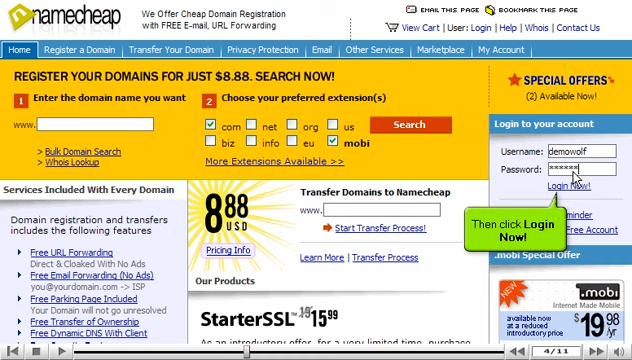 namecheap
We Offer Cheap Domain Registration
with FREE E-mail, URL Forwarding
EMAIL THIS PAGE
BOOKMARK THIS PAGE
View Cart | User: Login | Help | Whois | Contact Us
Home
Register a Domain
Transfer Your Domain
Privacy Protection
Email
Other Services
Marketplace
My Account
REGISTER YOUR DOMAINS FOR JUST $8.88. SEARCH NOW!
1 Enter the domain name you want
2 Choose your preferred extension(s)
www.
com net org us
biz info eu mobi
Search
Bulk Domain Search
Whois Lookup
More Extensions Available >
SPECIAL OFFERS
(2) Available Now!
Login to your account
Username: demowolf
Password: ******
Login Now!
Then click Login
Now!
minder
Free Account
Services Included With Every Domain
Domain registration and transfers
includes the following features
Free URL Forwarding
Direct & Cloaked With No Ads
Free Email Forwarding (No Ads)
you@yourdomain.com -> ISP
Free Parking Page Included
Your Domain will not go unresolved
Free Transfer of Ownership
Free Dynamic DNS With Client
8 88
USD
Pricing Info
Transfer Domains to Namecheap
www.
Start Transfer Process!
Learn More | Transfer Process
Our Products
StarterSSL™ 19 15 99
.mobi Special Offer
NEW
.mobi
Internet Made Mobile
available now
at a reduced
introductory price
$19 98
/yr
4/11